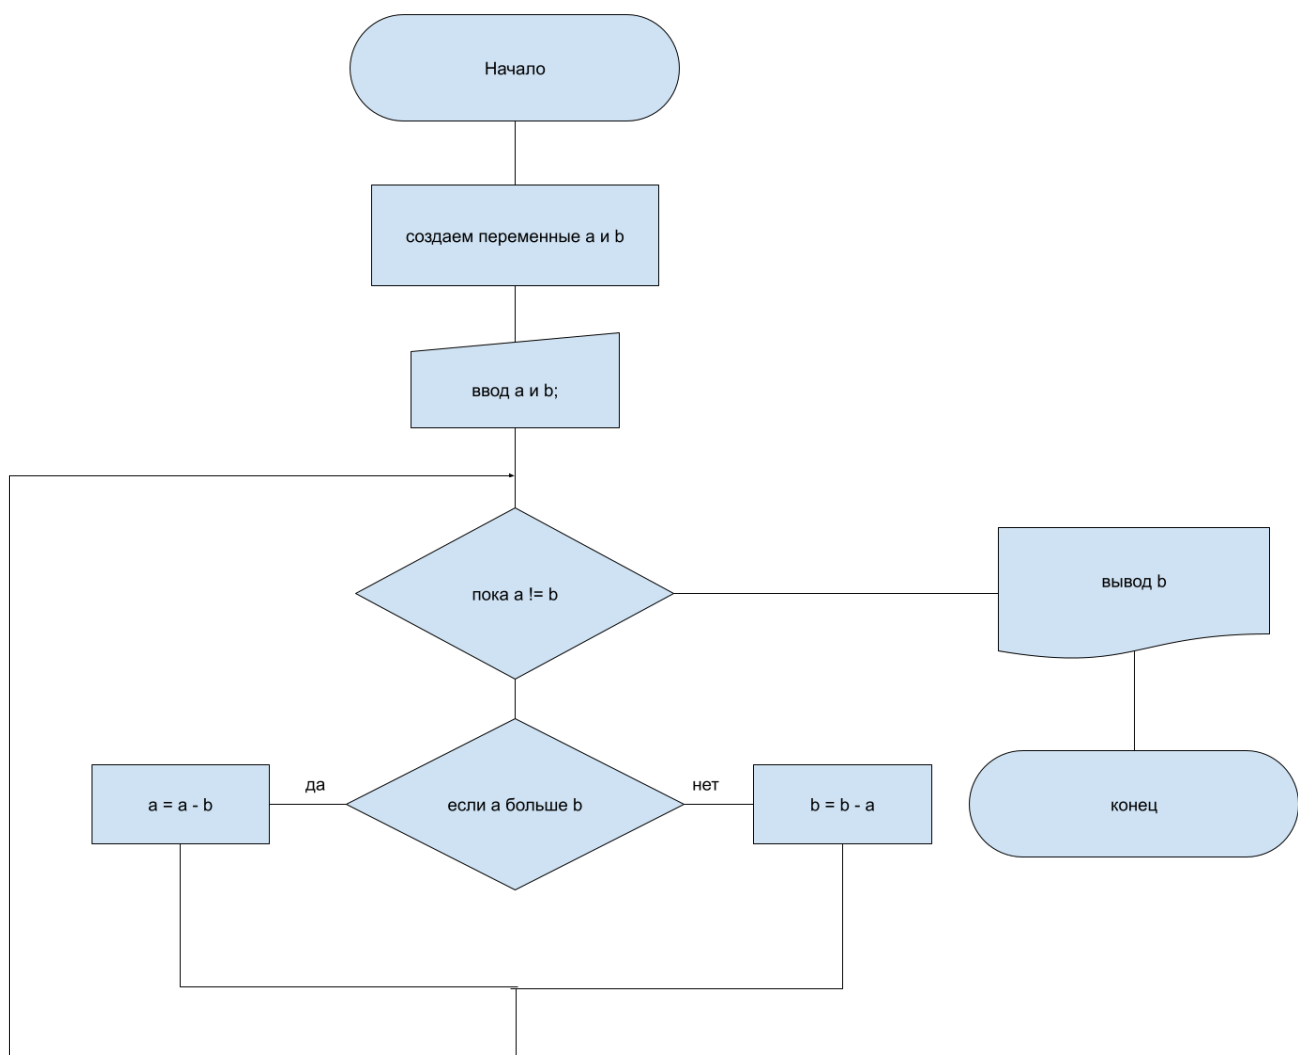 Начало
создаем переменные a и b
ввод a и b;
пока a != b
вывод b
a = a - b
да
если a больше b
нет
b = b - a
конец